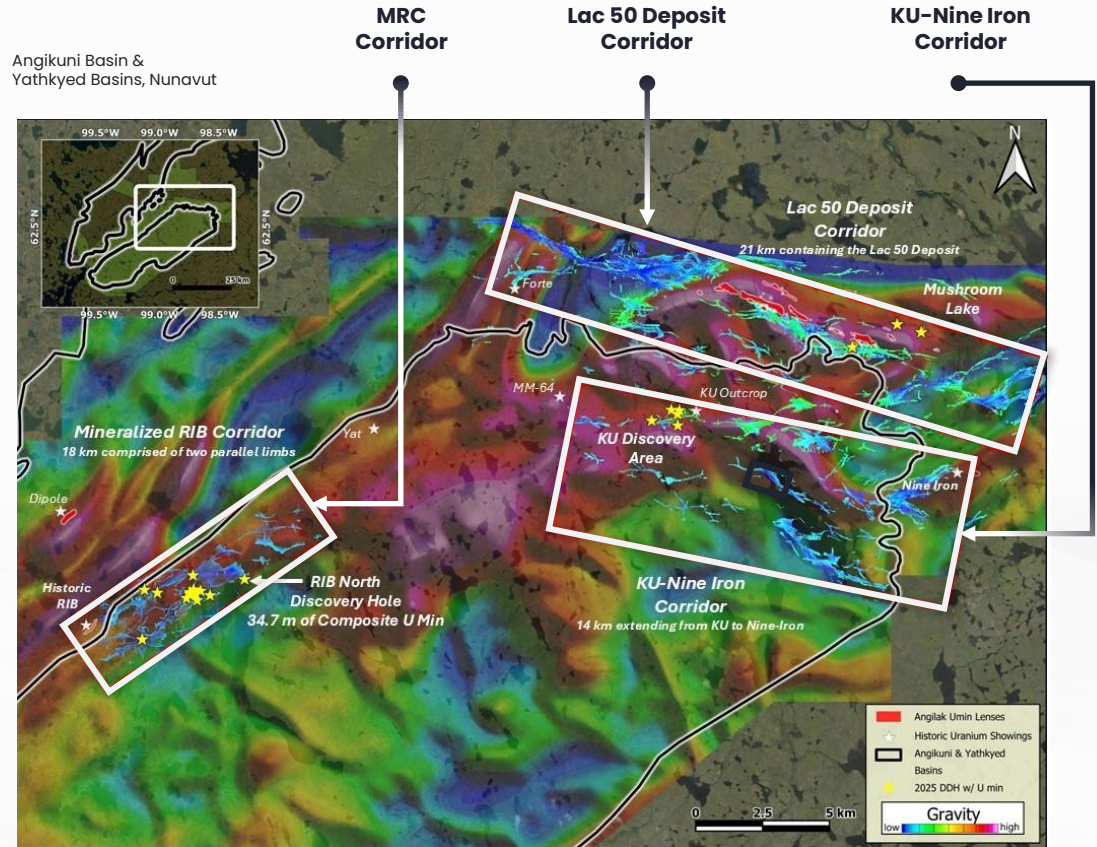 MRC
Corridor
Lac 50 Deposit
Corridor
KU-Nine Iron
Corridor
Angikuni Basin &
Yathkyed Basins, Nunavut
99.5°W 99.0°W 98.5°W
62.5°N
62.5°N
0 25 km
99.5°W 99.0°W 98.5°W
N
Lac 50 Deposit
Corridor
21 km containing the Lac 50 Deposit
Forte
Mushroom
Lake
MM-64
KU Outcrop
Yat
KU Discovery
Area
Mineralized RIB Corridor
18 km comprised of two parallel limbs
Nine Iron
Dipole
Historic
RIB
RIB North
Discovery Hole
34.7 m of Composite U Min
KU-Nine Iron
Corridor
14 km extending from KU to Nine-Iron
Angilak Umin Lenses
Historic Uranium Showings
Angikuni & Yathkyed
Basins
2025 DDH w/ U min
Gravity
low high
0 2.5 5 km